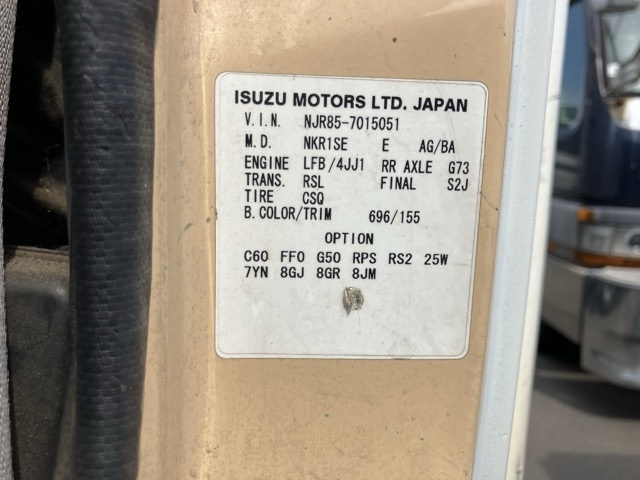 ISUZU MOTORS LTD. JAPAN
V.I.N. NJR85-7015051
M.D. NKR1SE E AG/BA
ENGINE LFB/4JJ1 RR AXLE G73
TRANS. RSL FINAL S2J
TIRE CSQ
B.COLOR/TRIM 696/155
OPTION
C60 FF0 G50 RPS RS2 25W
7YN 8GJ 8GR 8JM